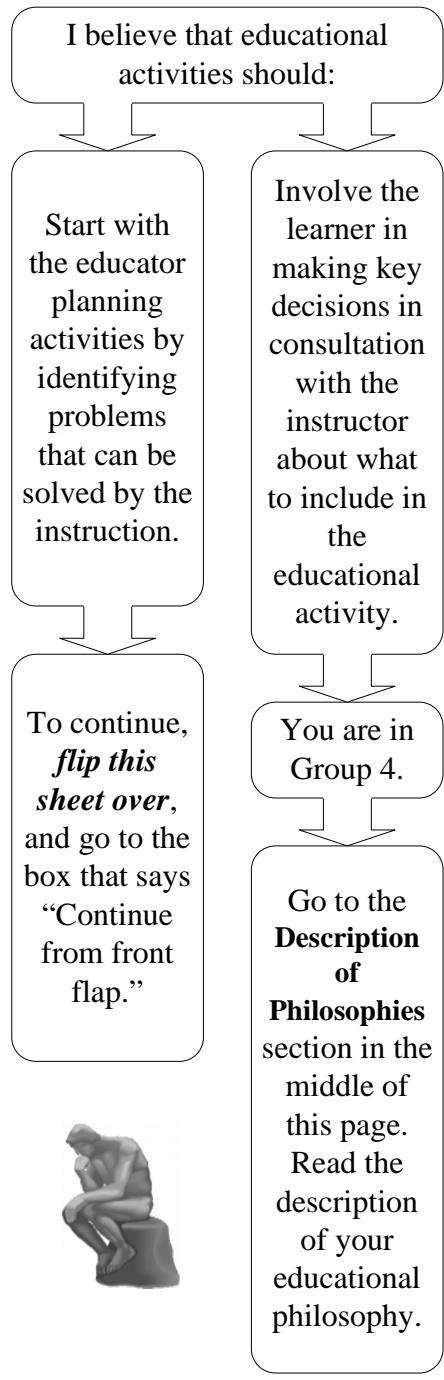 I believe that educational
activities should:
Start with
the educator
planning
activities by
identifying
problems
that can be
solved by the
instruction.
To continue,
flip this
sheet over,
and go to the
box that says
“Continue
from front
flap.”
Involve the
learner in
making key
decisions in
consultation
with the
instructor
about what
to include in
the
educational
activity.
You are in
Group 4.
Go to the
Description
of
Philosophies
section in the
middle of
this page.
Read the
description
of your
educational
philosophy.